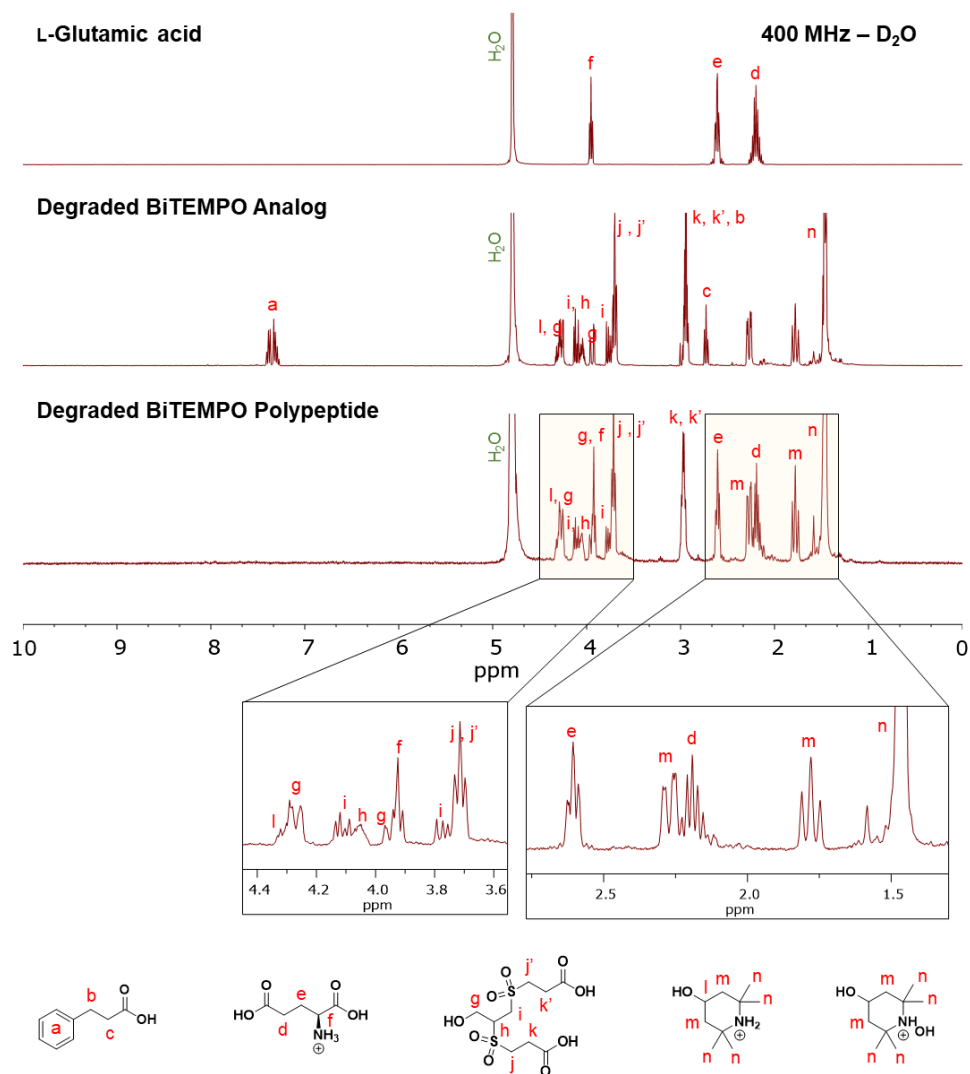 L-Glutamic acid
400 MHz – D₂O
H₂O
f
e
d
Degraded BiTEMPO Analog
H₂O
a
l, g
i, h
g
i
j , j'
k, k', b
c
n
Degraded BiTEMPO Polypeptide
H₂O
l, g
i, h
g, f
i
j , j'
k, k'
e
m
d
m
n
10 9 8 7 6 5 4 3 2 1 0
ppm
l
g
i
h
g
f
i
j , j'
4.4 4.2 4.0 3.8 3.6
ppm
e
m
d
m
n
2.5 2.0 1.5
ppm
a
b
c
O
OH
O
HO
e
d
f
NH₃
⊕
O
OH
g
HO
h
O
S
O
j'
k'
O
OH
i
k
O
S
O
j
O
OH
HO
l
m
m
n
n
NH₂
⊕
n
n
HO
m
m
n
n
NH
OH
⊕
n
n